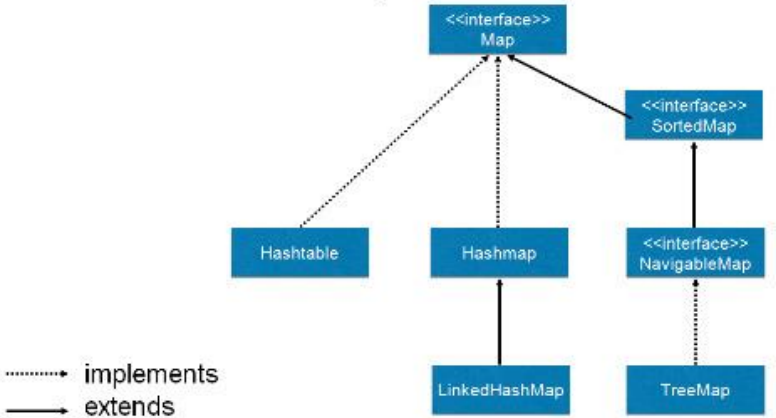 <<interface>>
Map
<<interface>>
SortedMap
Hashtable
Hashmap
<<interface>>
NavigableMap
implements
LinkedHashMap
TreeMap
extends